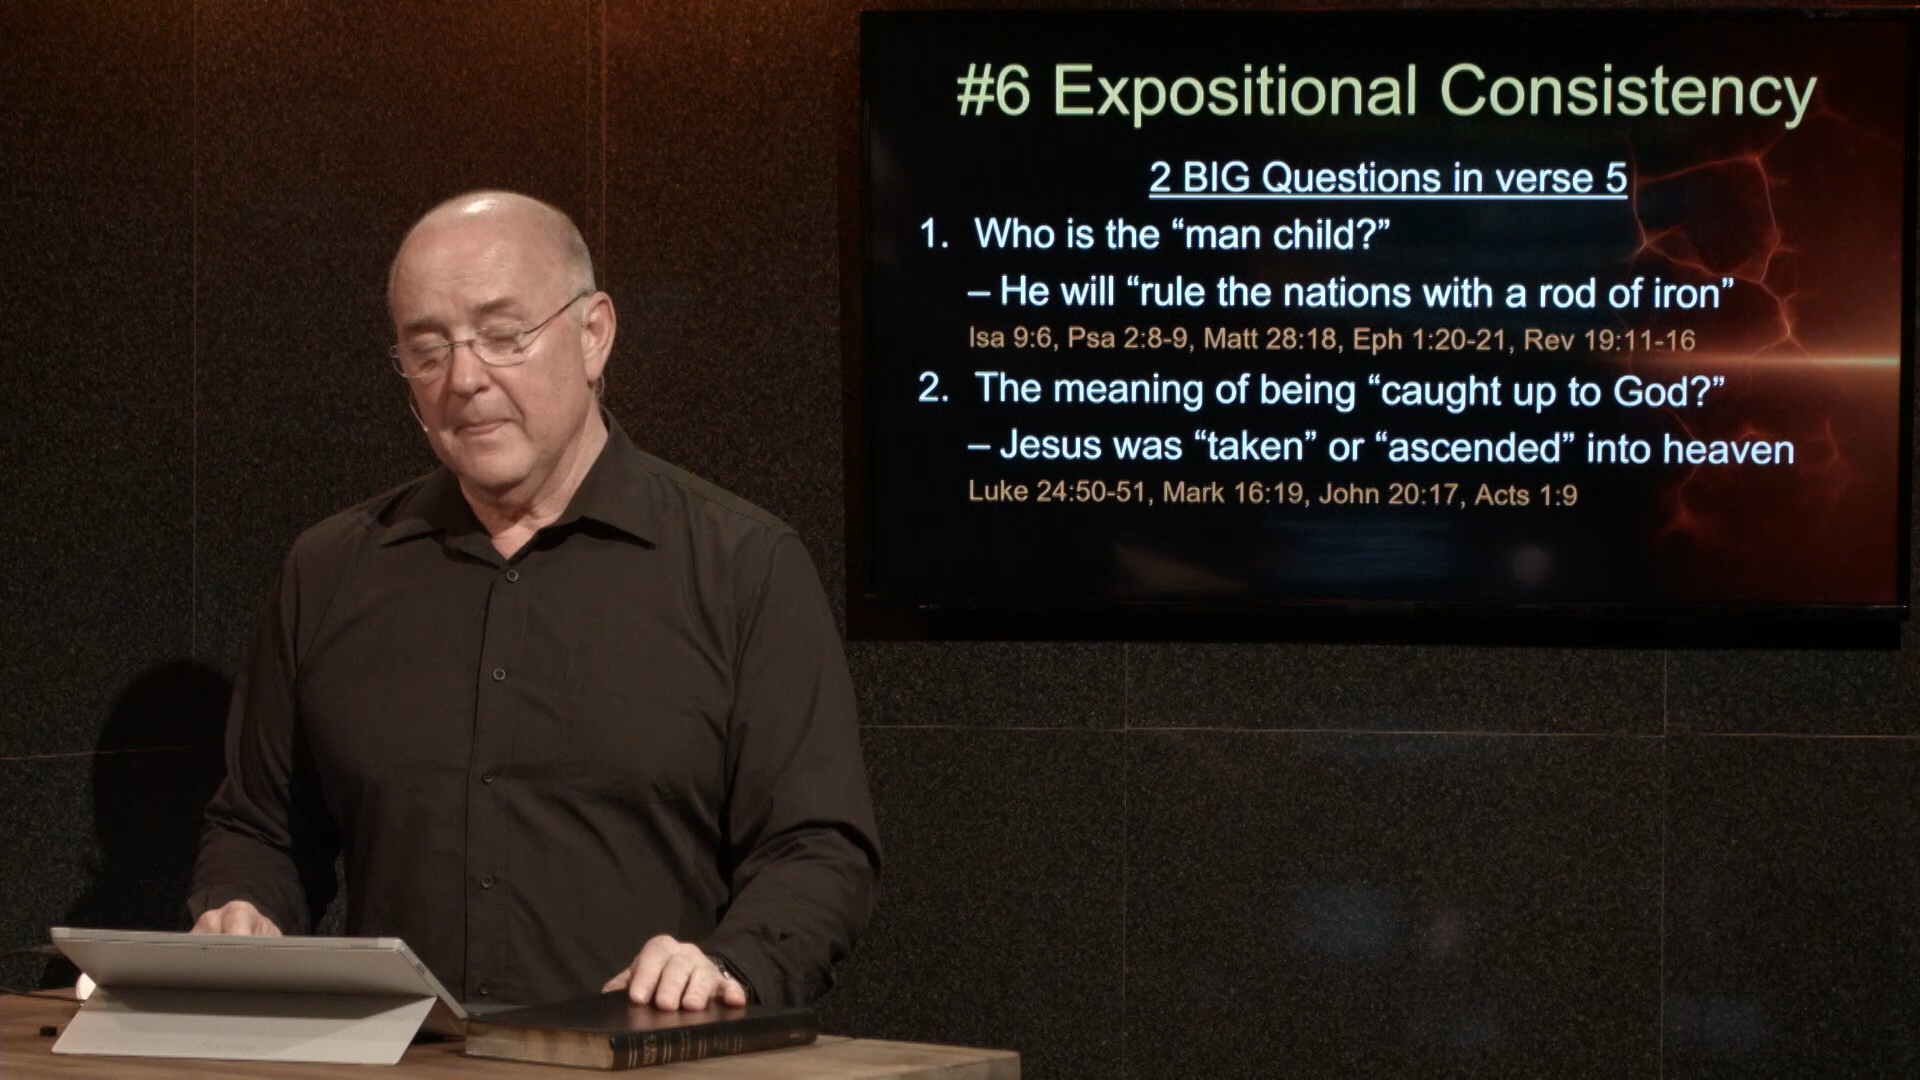 #6 Expositional Consistency
2 BIG Questions in verse 5
1. Who is the “man child?”
– He will “rule the nations with a rod of iron”
Isa 9:6, Psa 2:8-9, Matt 28:18, Eph 1:20-21, Rev 19:11-16
2. The meaning of being “caught up to God?”
– Jesus was “taken” or “ascended” into heaven
Luke 24:50-51, Mark 16:19, John 20:17, Acts 1:9